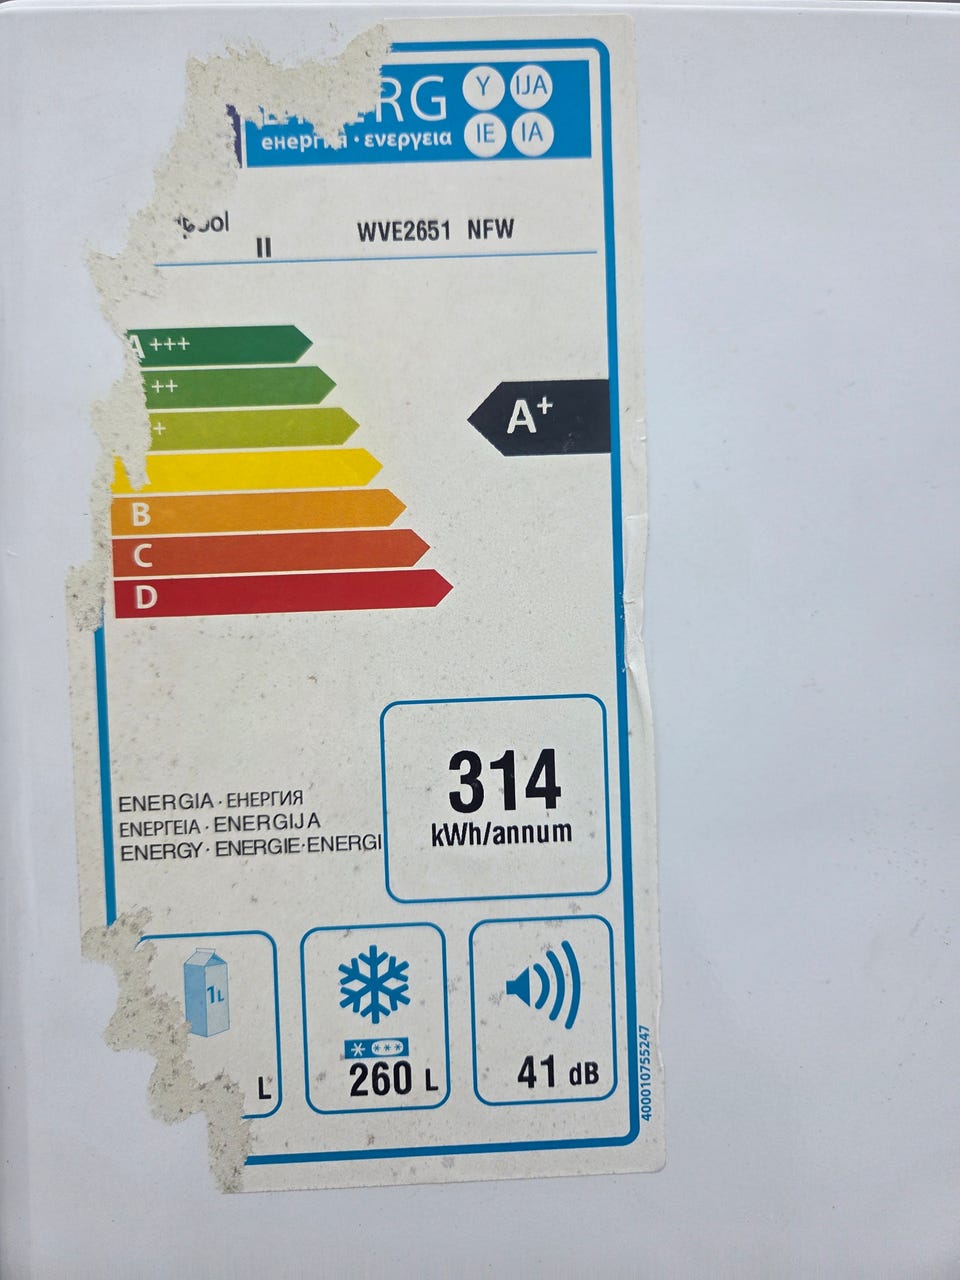 ENERG Y IJA
енергия · ενεργεια IE IA
II WVE2651 NFW
A+++
++
+
A+
B
C
D
314
kWh/annum
ENERGIA · ЕНЕРГИЯ
ΕΝΕΡΓΕΙΑ · ENERGIJA
ENERGY · ENERGIE · ENERGI
1L
L
260 L
41 dB
400010755247